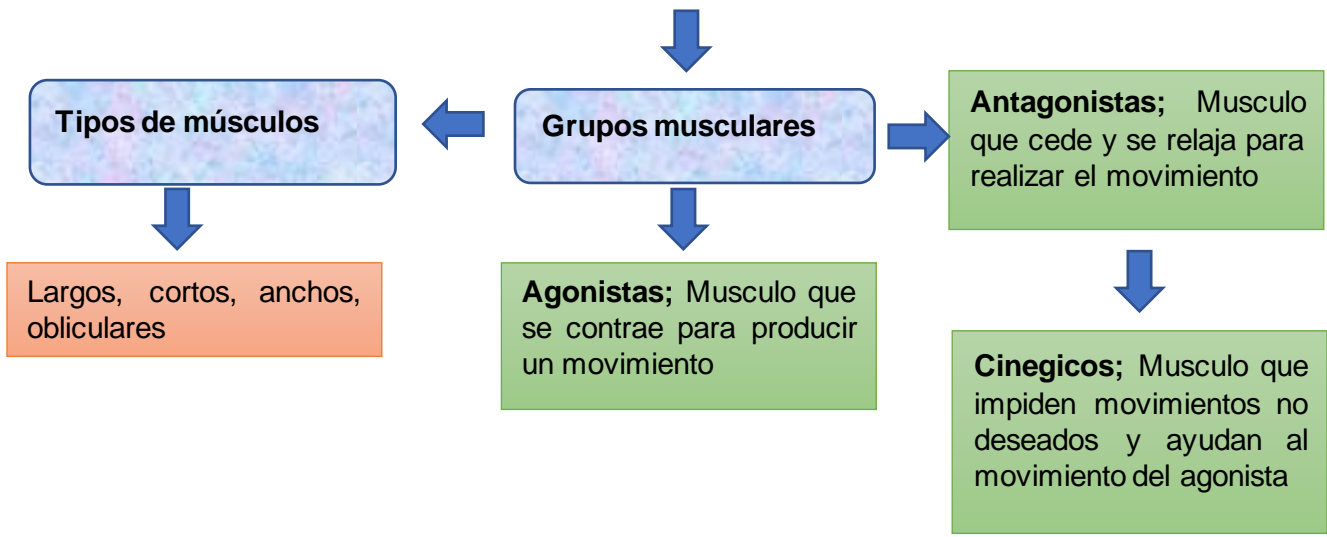 Tipos de músculos
Grupos musculares
Antagonistas; Musculo
que cede y se relaja para
realizar el movimiento
Largos, cortos, anchos,
obliculares
Agonistas; Musculo que
se contrae para producir
un movimiento
Cinegicos; Musculo que
impiden movimientos no
deseados y ayudan al
movimiento del agonista